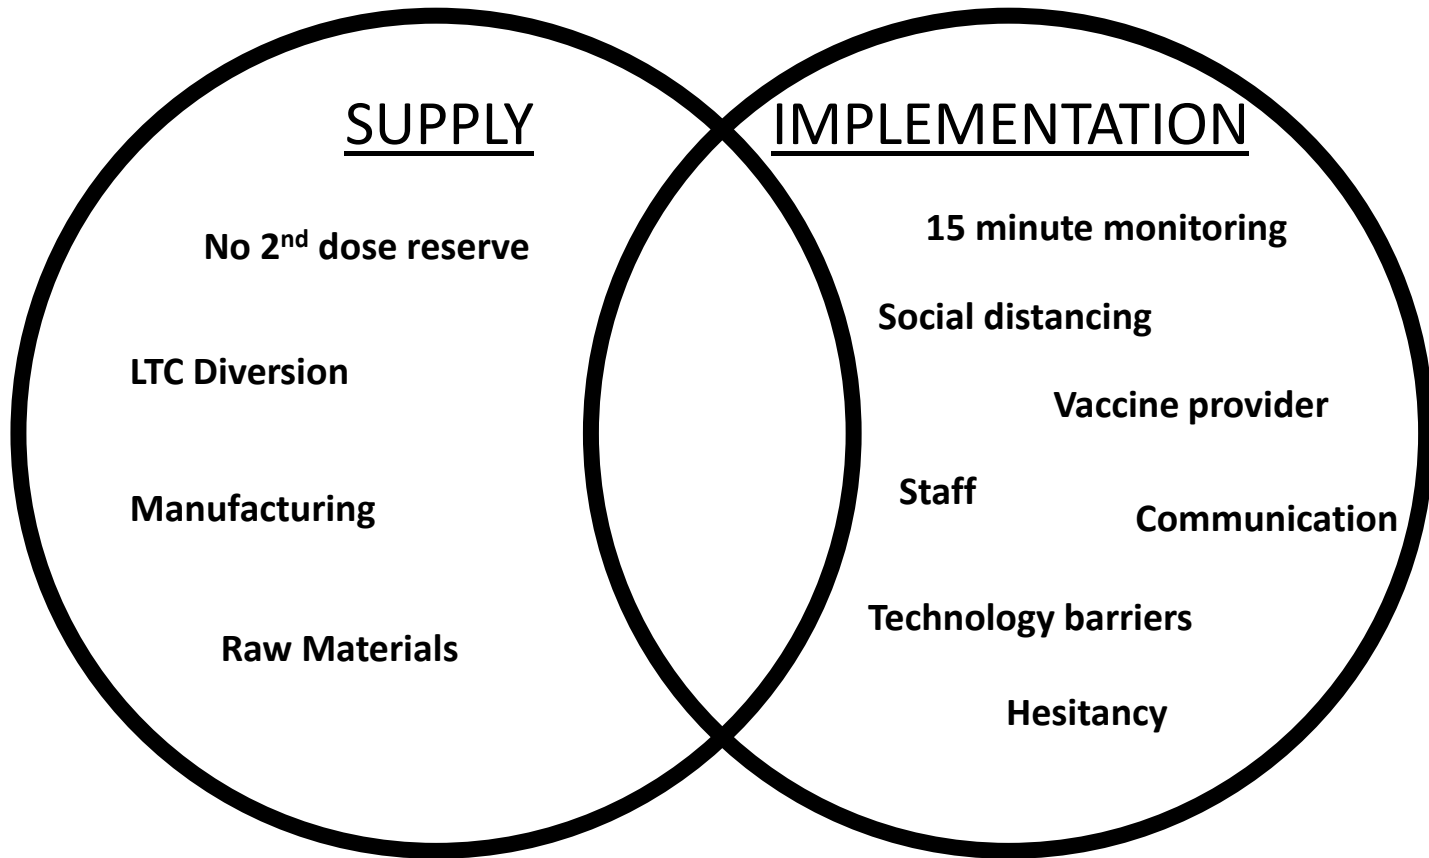 SUPPLY
No 2nd dose reserve
LTC Diversion
Manufacturing
Raw Materials
IMPLEMENTATION
15 minute monitoring
Social distancing
Vaccine provider
Staff
Communication
Technology barriers
Hesitancy